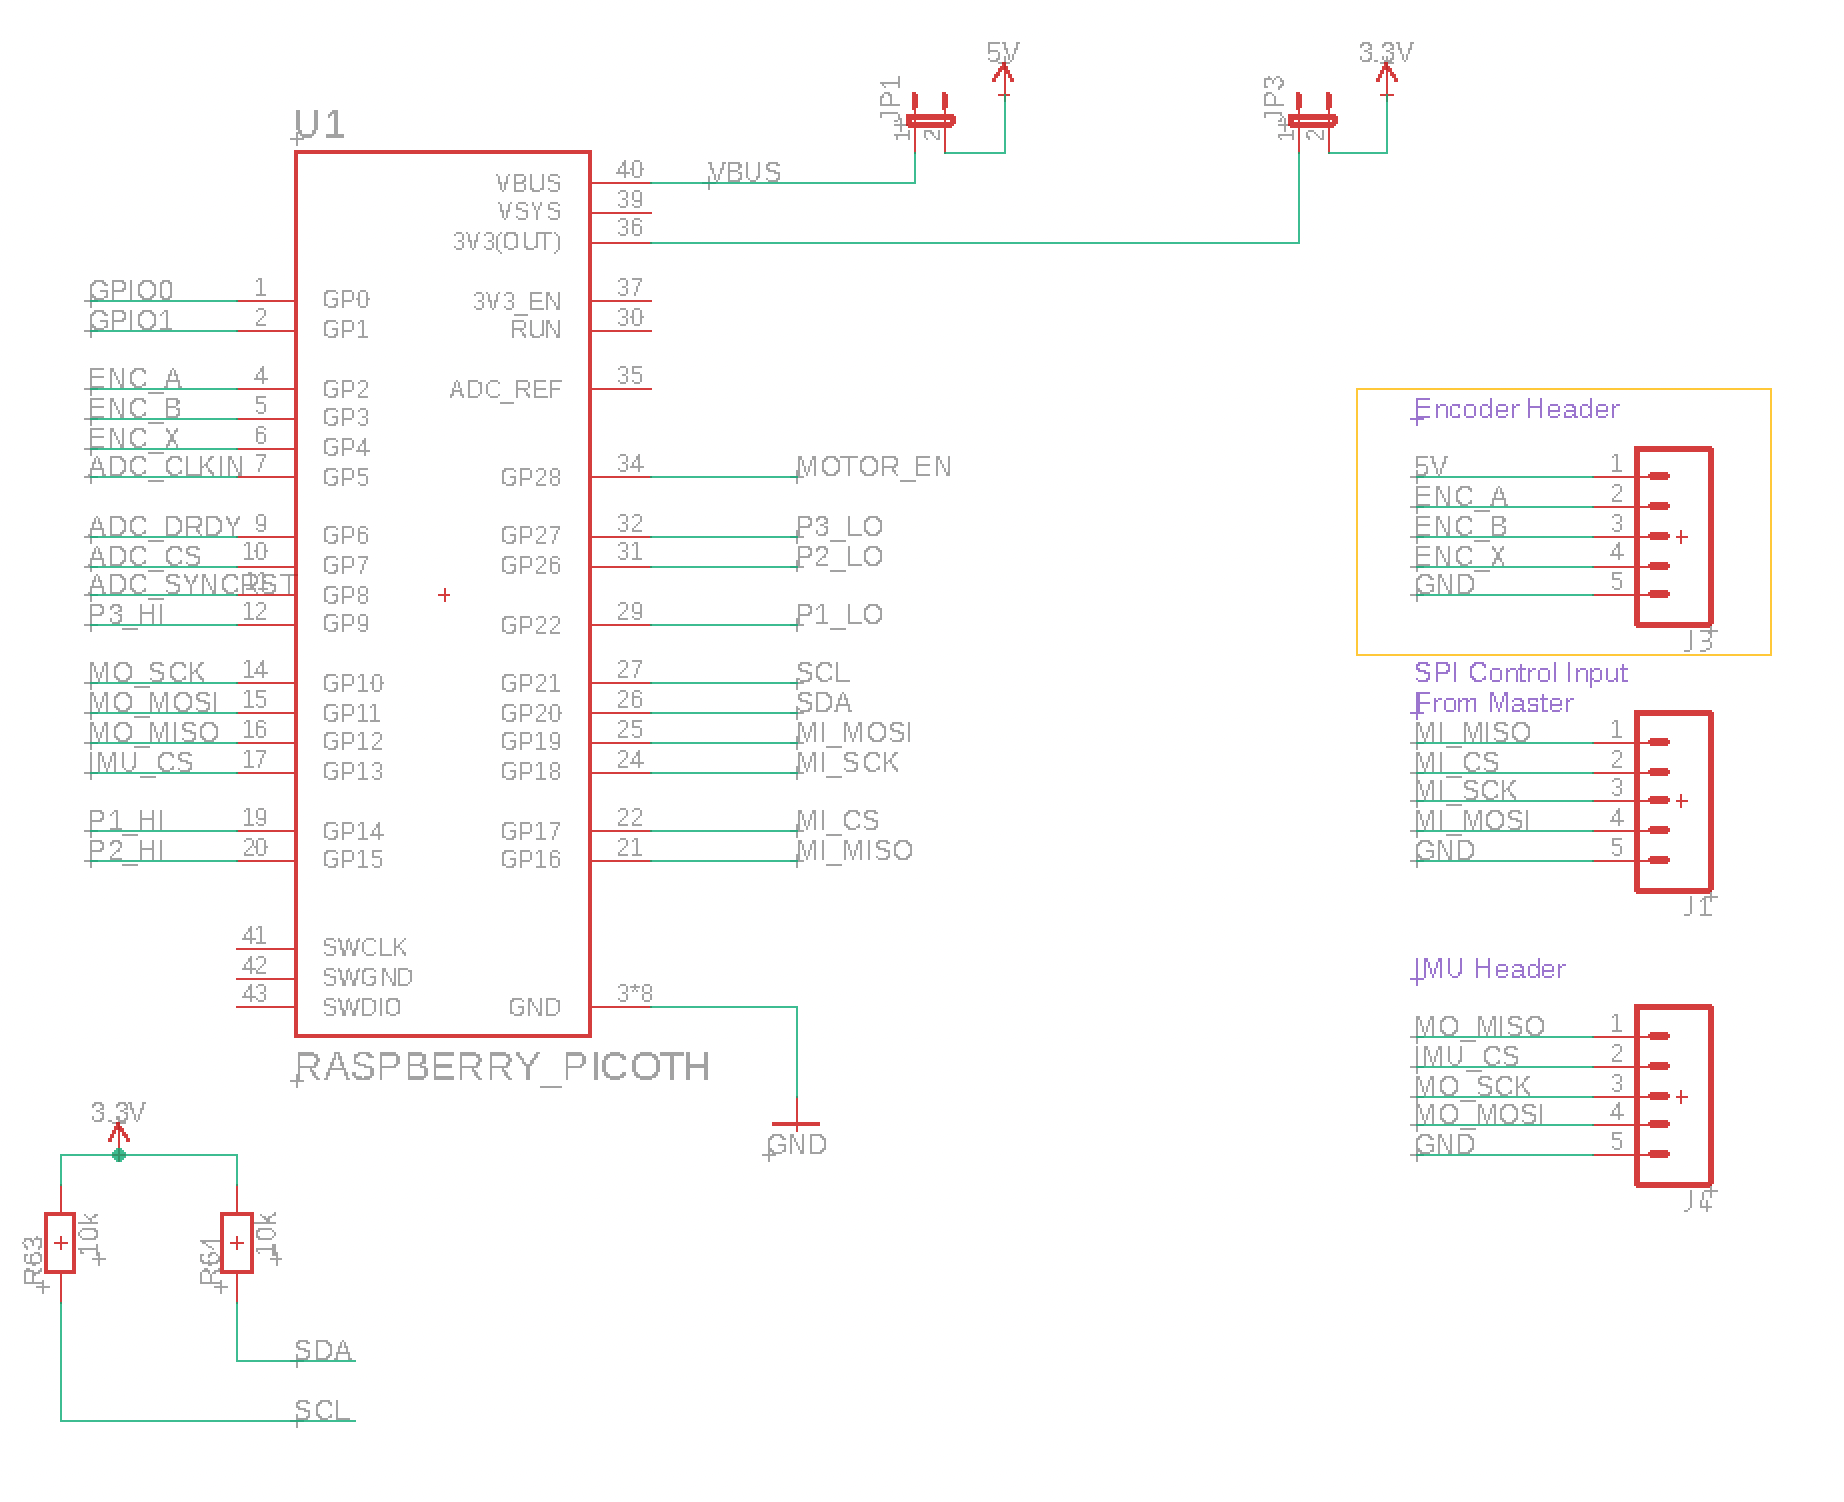 5V
3.3V
JP1
1
2
JP3
1
2
U1
VBUS 40 VBUS
VSYS 39
3V3(OUT) 36
GPIO0 1 GP0 3V3_EN 37
GPIO1 2 GP1 RUN 30
ENC_A 4 GP2 ADC_REF 35
ENC_B 5 GP3
ENC_X 6 GP4
ADC_CLKIN 7 GP5 GP28 34 MOTOR_EN
ADC_DRDY 9 GP6 GP27 32 P3_LO
ADC_CS 10 GP7 GP26 31 P2_LO
ADC_SYNCRST 11 GP8
P3_HI 12 GP9 GP22 29 P1_LO
MO_SCK 14 GP10 GP21 27 SCL
MO_MOSI 15 GP11 GP20 26 SDA
MO_MISO 16 GP12 GP19 25 MI_MOSI
IMU_CS 17 GP13 GP18 24 MI_SCK
P1_HI 19 GP14 GP17 22 MI_CS
P2_HI 20 GP15 GP16 21 MI_MISO
41 SWCLK
42 SWGND
43 SWDIO GND 3*8
RASPBERRY_PICOTH
GND
Encoder Header
5V 1
ENC_A 2
ENC_B 3
ENC_X 4
GND 5
J3
SPI Control Input
From Master
MI_MISO 1
MI_CS 2
MI_SCK 3
MI_MOSI 4
GND 5
J1
IMU Header
MO_MISO 1
IMU_CS 2
MO_SCK 3
MO_MOSI 4
GND 5
J4
3.3V
R63
10k
R64
10k
SDA
SCL